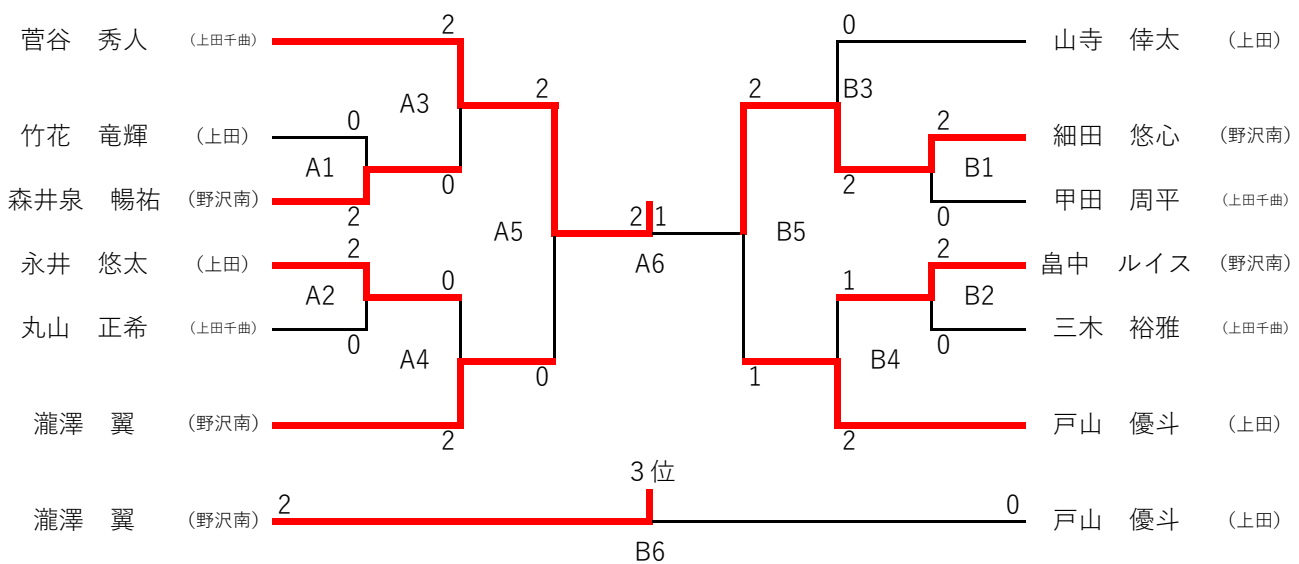 菅谷　秀人 （上田千曲） 2 0 山寺　倖太 （上田）
A3 2 2 B3
竹花　竜輝 （上田） 0 2 細田　悠心 （野沢南）
A1 B1
森井泉　暢祐 （野沢南） 2 0 2 0 甲田　周平 （上田千曲）
A5 2 1 B5
永井　悠太 （上田） 2 0 A6 1 2 畠中　ルイス （野沢南）
A2 B2
丸山　正希 （上田千曲） 0 0 三木　裕雅 （上田千曲）
A4 0 1 B4
瀧澤　翼 （野沢南） 2 2 戸山　優斗 （上田）
3 位
瀧澤　翼 （野沢南） 2 0 戸山　優斗 （上田）
B6